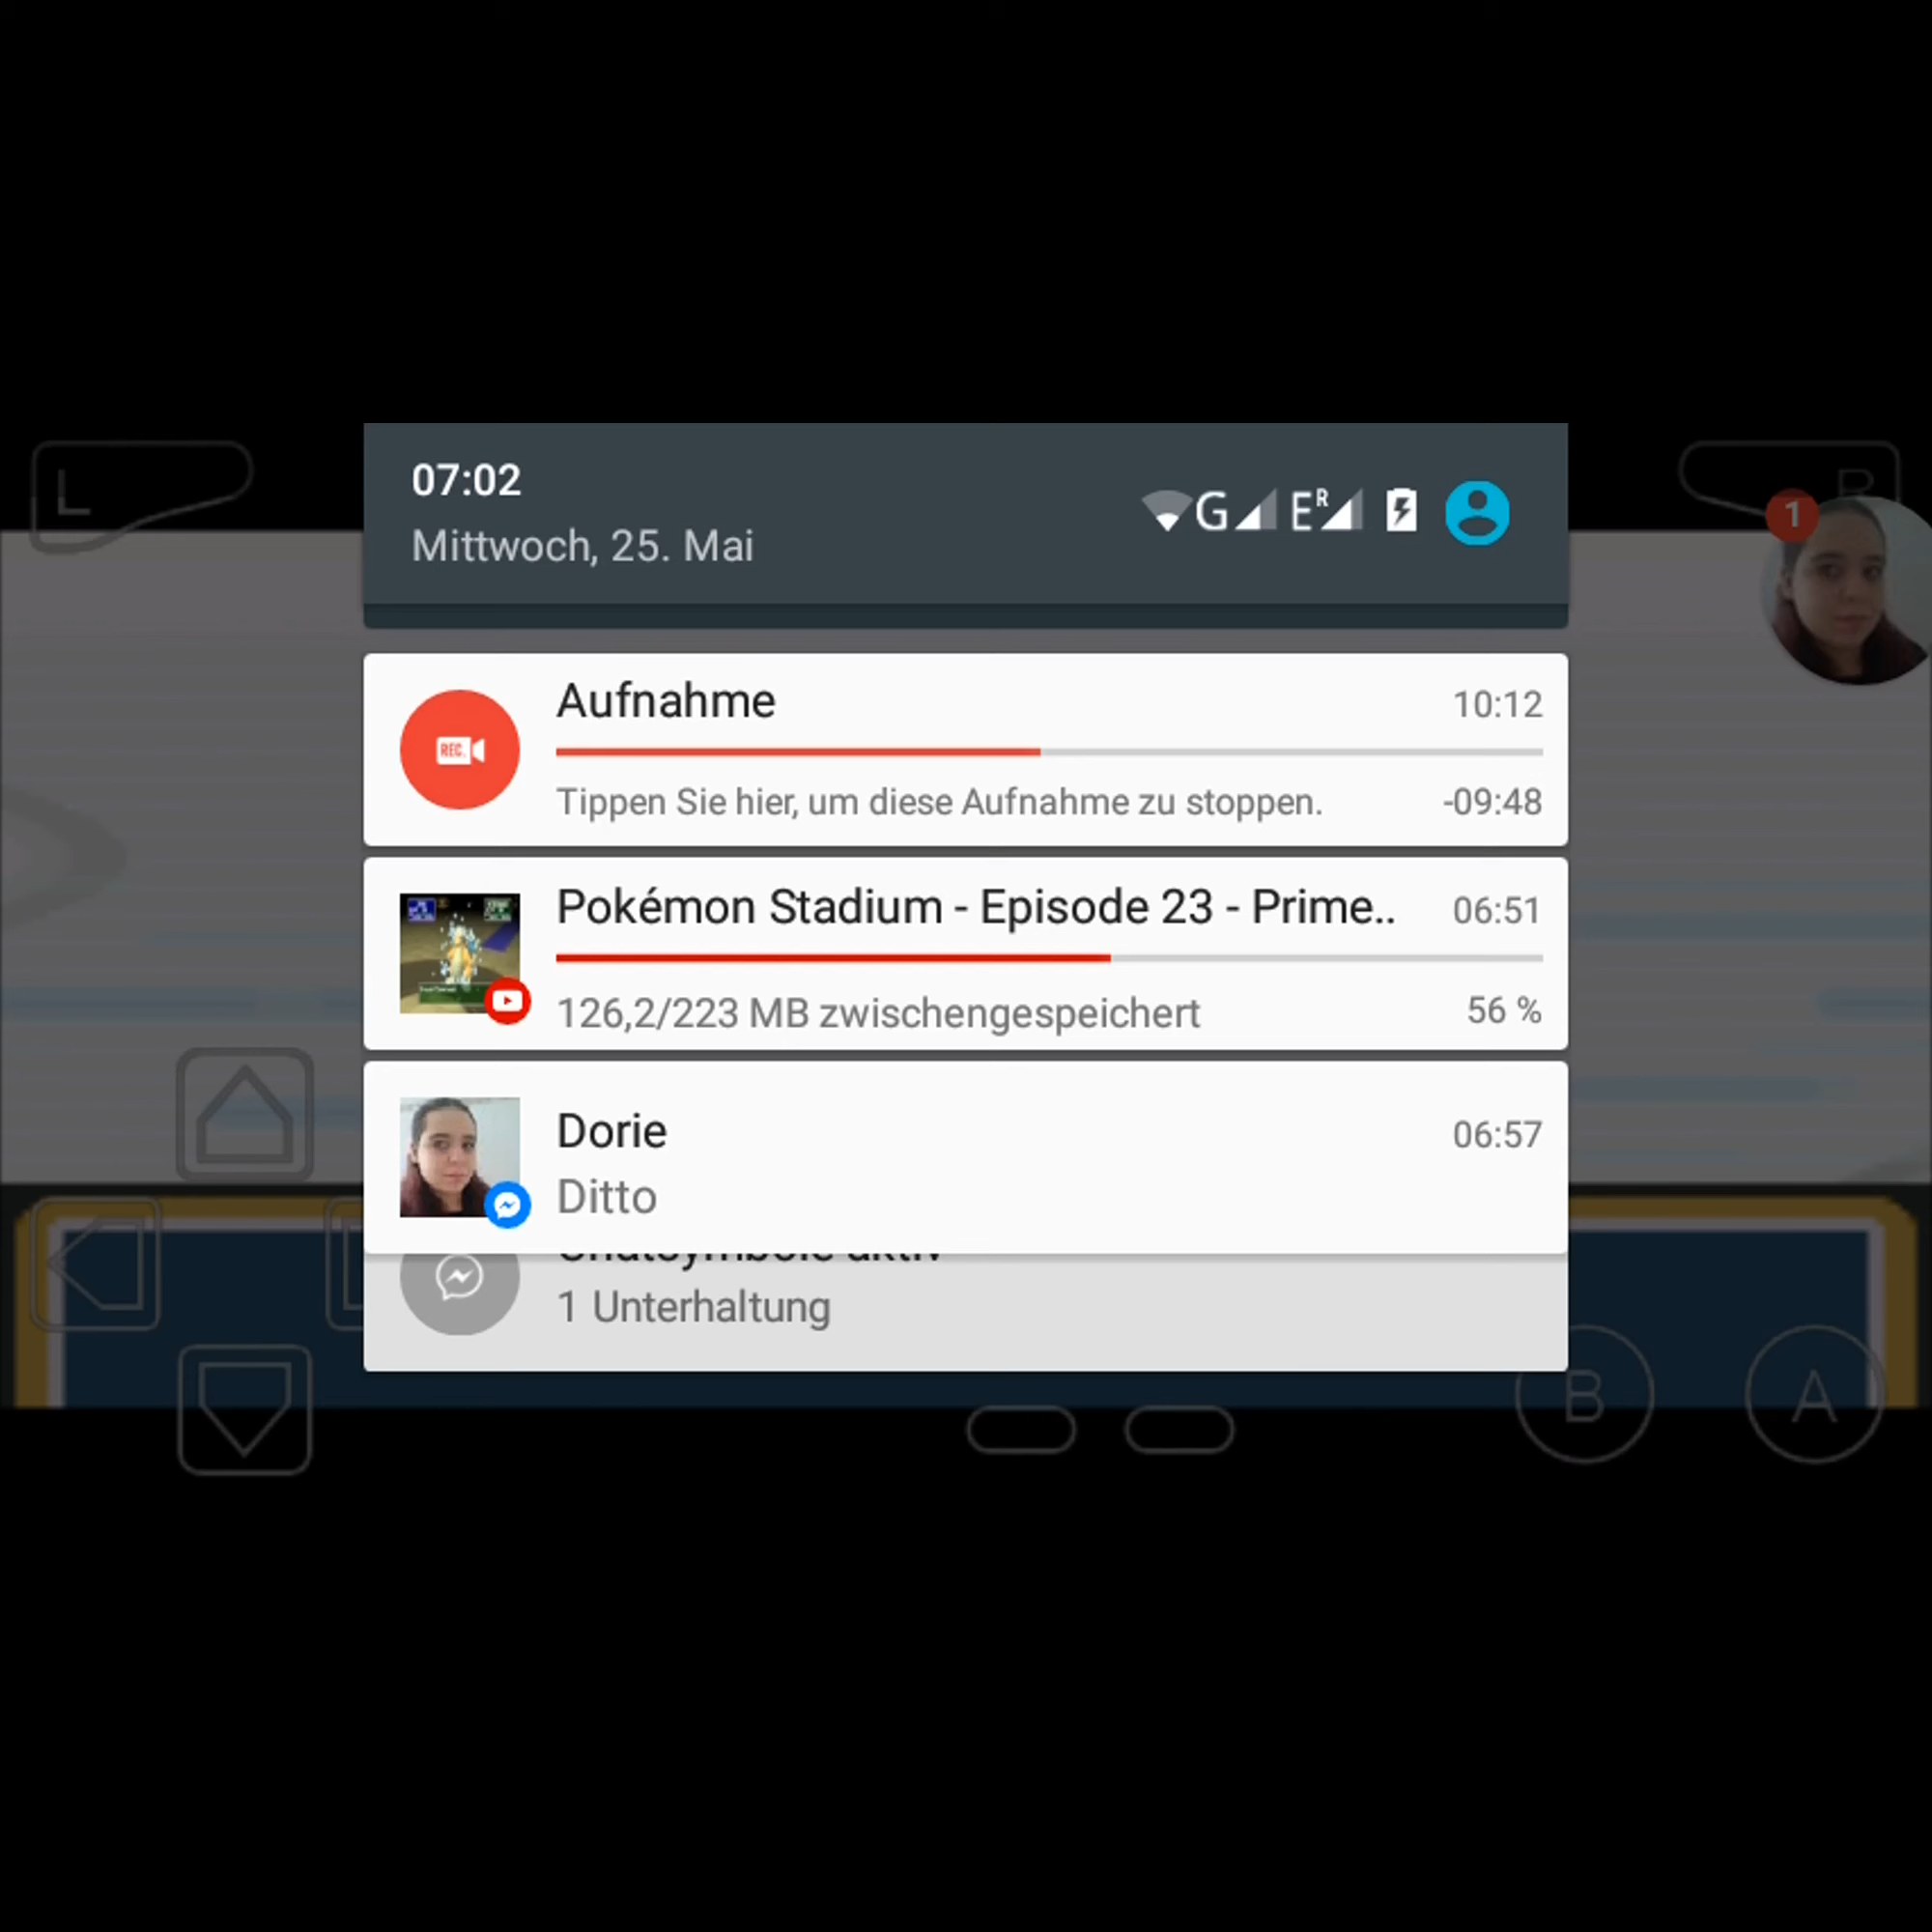 L
R
07:02
G E R
Mittwoch, 25. Mai
1
Aufnahme
10:12
REC.
Tippen Sie hier, um diese Aufnahme zu stoppen.
-09:48
Pokémon Stadium - Episode 23 - Prime..
06:51
126,2/223 MB zwischengespeichert
56 %
Dorie
06:57
Ditto
Chatsymbole aktiv
1 Unterhaltung
B
A